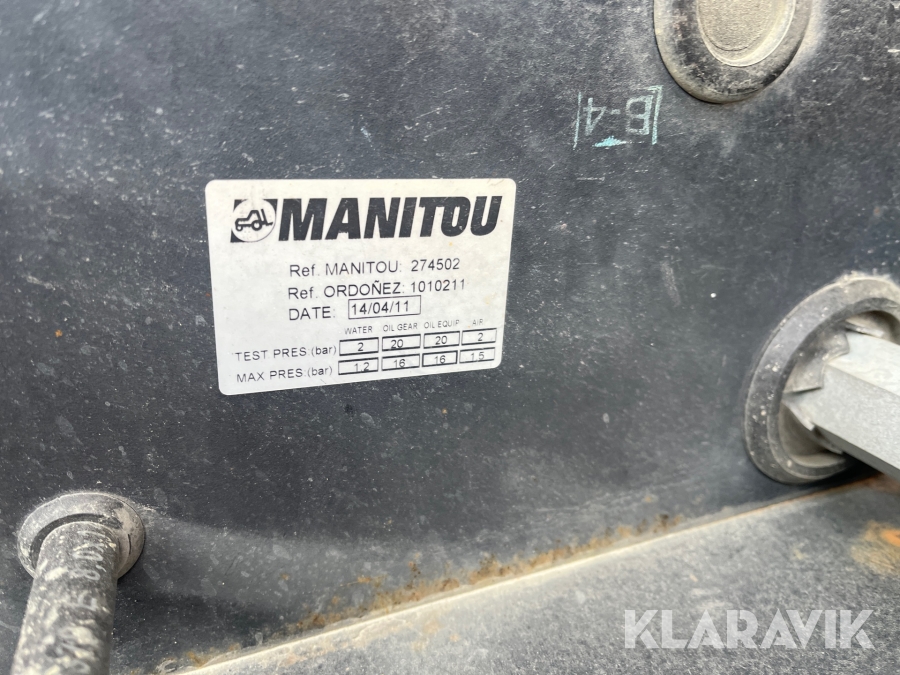 B-4
MANITOU
Ref. MANITOU: 274502
Ref. ORDOÑEZ: 1010211
DATE: 14/04/11
WATER OIL GEAR OIL EQUIP AIR
TEST PRES (bar) 2 20 20 2
MAX PRES (bar) 1.2 16 16 1.5
KLARAVIK